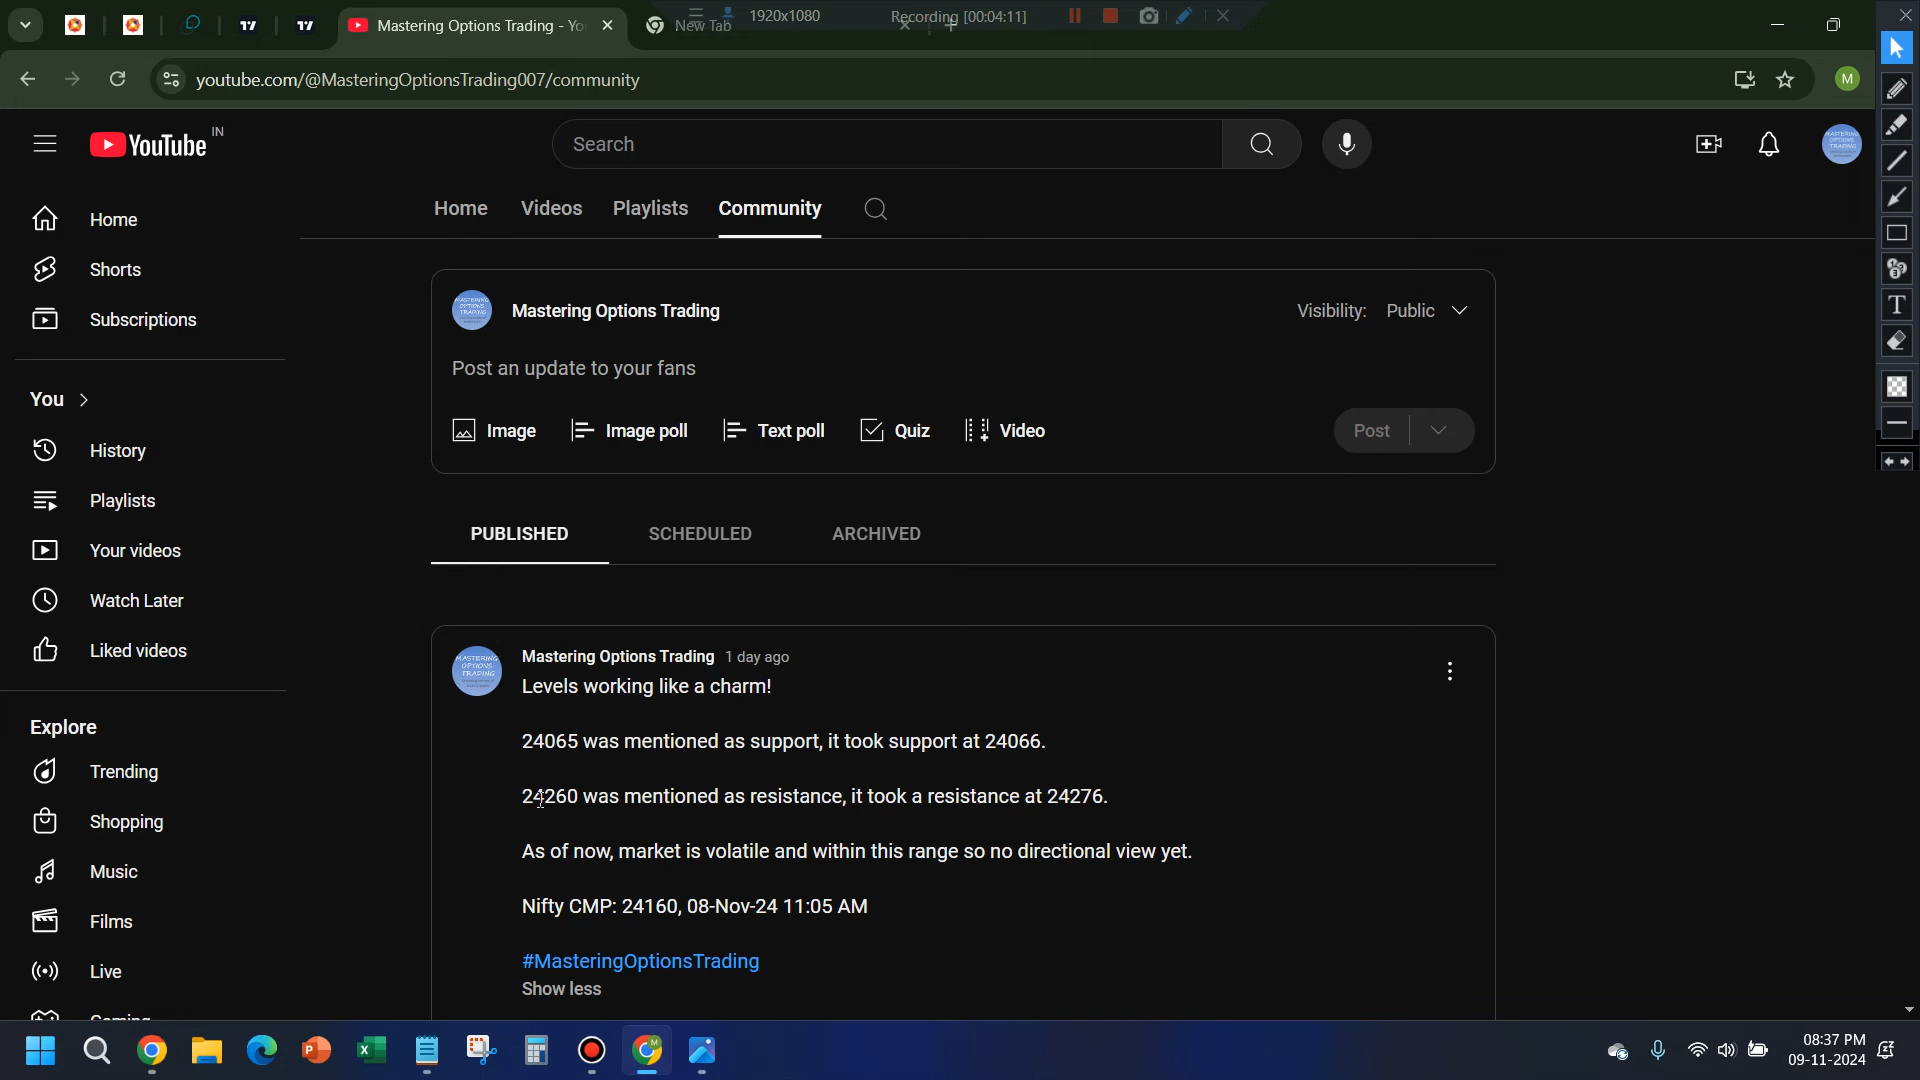 Mastering Options Trading - Yo
New Tab
1920x1080
Recording [00:04:11]
youtube.com/@MasteringOptionsTrading007/community
M
YouTube IN
Search
Home Videos Playlists Community
Home
Shorts
Subscriptions
You
History
Playlists
Your videos
Watch Later
Liked videos
Explore
Trending
Shopping
Music
Films
Live
Gaming
Mastering Options Trading
Visibility: Public
Post an update to your fans
Image Image poll Text poll Quiz Video
Post
PUBLISHED SCHEDULED ARCHIVED
MASTERING OPTIONS TRADING
Mastering Options Trading 1 day ago
Levels working like a charm!
24065 was mentioned as support, it took support at 24066.
24260 was mentioned as resistance, it took a resistance at 24276.
As of now, market is volatile and within this range so no directional view yet.
Nifty CMP: 24160, 08-Nov-24 11:05 AM
#MasteringOptionsTrading
Show less
08:37 PM
09-11-2024